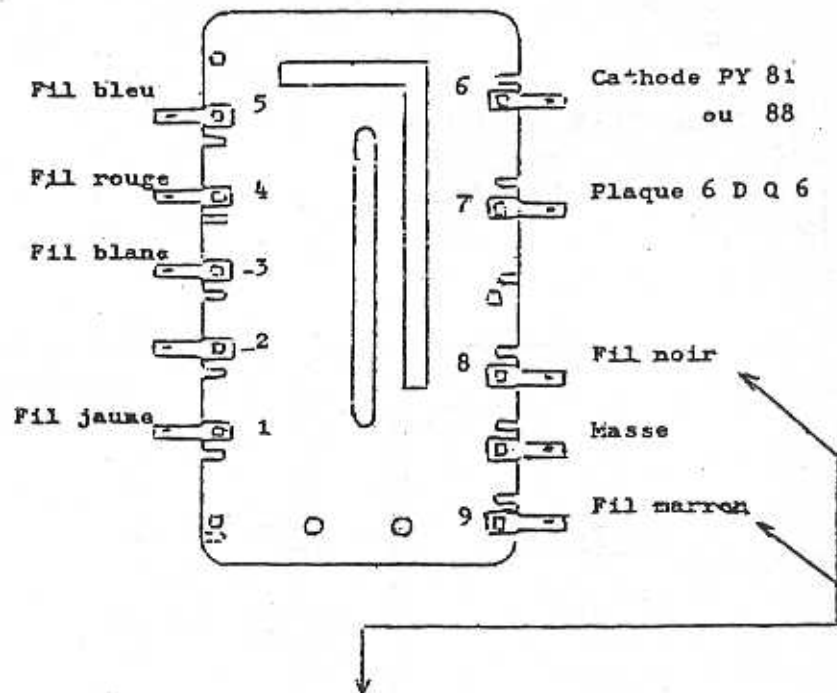 Fil bleu
5
Fil rouge
4
Fil blanc
-3
-2
Fil jaune
1
6
Cathode PY 81
ou 88
7
Plaque 6 D Q 6
8
Fil noir
Masse
9
Fil marron